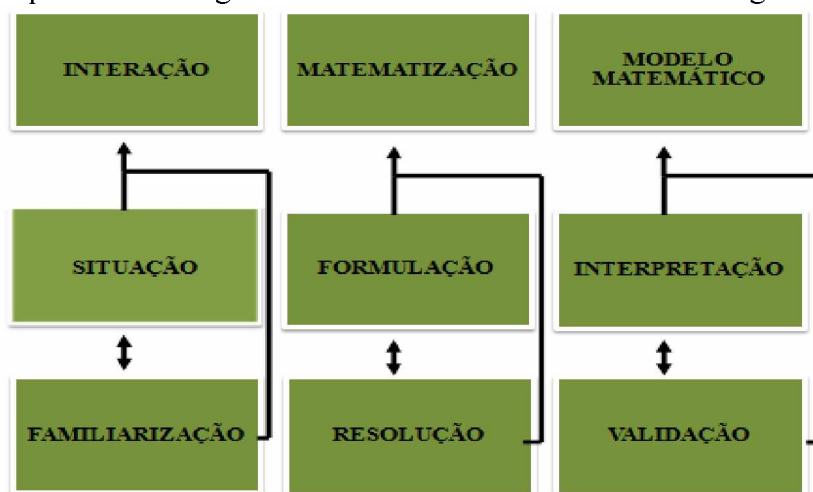 INTERAÇÃO
MATEMATIZAÇÃO
MODELO
MATEMÁTICO
SITUAÇÃO
FORMULAÇÃO
INTERPRETAÇÃO
FAMILIARIZAÇÃO
RESOLUÇÃO
VALIDAÇÃO